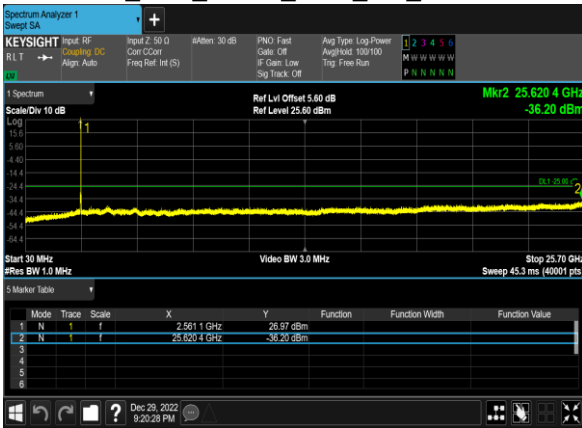 Spectrum Analyzer 1
Swept SA
+
KEYSIGHT Input: RF Input Z: 50 Ω #Atten: 30 dB PNO: Fast Avg Type: Log-Power 1 2 3 4 5 6
RLT Coupling: DC Corr CCorr Gate: Off Avg|Hold: 100/100 M W W W W W
Align: Auto Freq Ref: Int (S) IF Gain: Low Trig: Free Run
LU Sig Track: Off P N N N N N
1 Spectrum Ref Lvl Offset 5.60 dB Mkr2 25.620 4 GHz
Scale/Div 10 dB Ref Level 25.60 dBm -36.20 dBm
Log
15.6
5.60
-4.40
-14.4
-24.4
-34.4
-44.4
-54.4
-64.4
1
DL1 -25.00
2
Start 30 MHz Video BW 3.0 MHz Stop 25.70 GHz
#Res BW 1.0 MHz Sweep 45.3 ms (40001 pts
5 Marker Table
Mode Trace Scale X Y Function Function Width Function Value
1 N 1 f 2.561 1 GHz 26.97 dBm
2 N 1 f 25.620 4 GHz -36.20 dBm
3
4
5
6
? Dec 29, 2022
9:20:28 PM